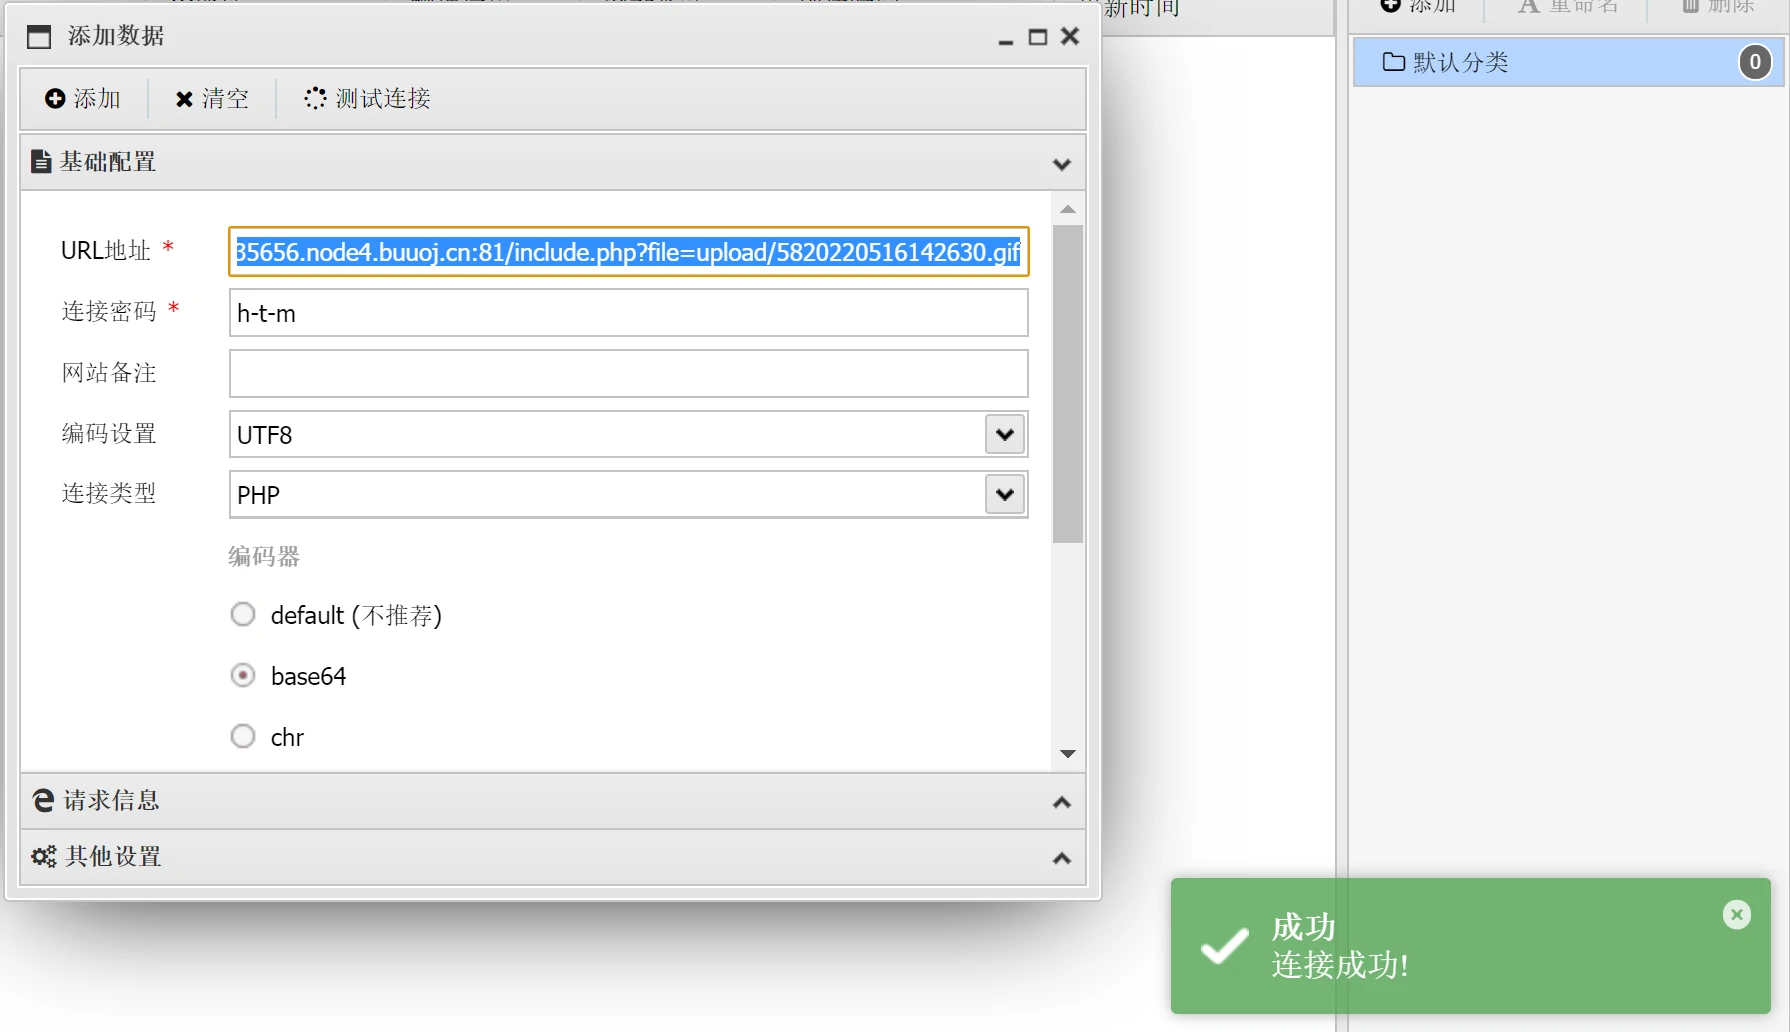 新时间
添加
重命名
删除
添加数据
默认分类
0
添加
清空
测试连接
基础配置
URL地址 *
35656.node4.buuoj.cn:81/include.php?file=upload/5820220516142630.gif
连接密码 *
h-t-m
网站备注
编码设置
UTF8
连接类型
PHP
编码器
default (不推荐)
base64
chr
请求信息
其他设置
成功
连接成功!